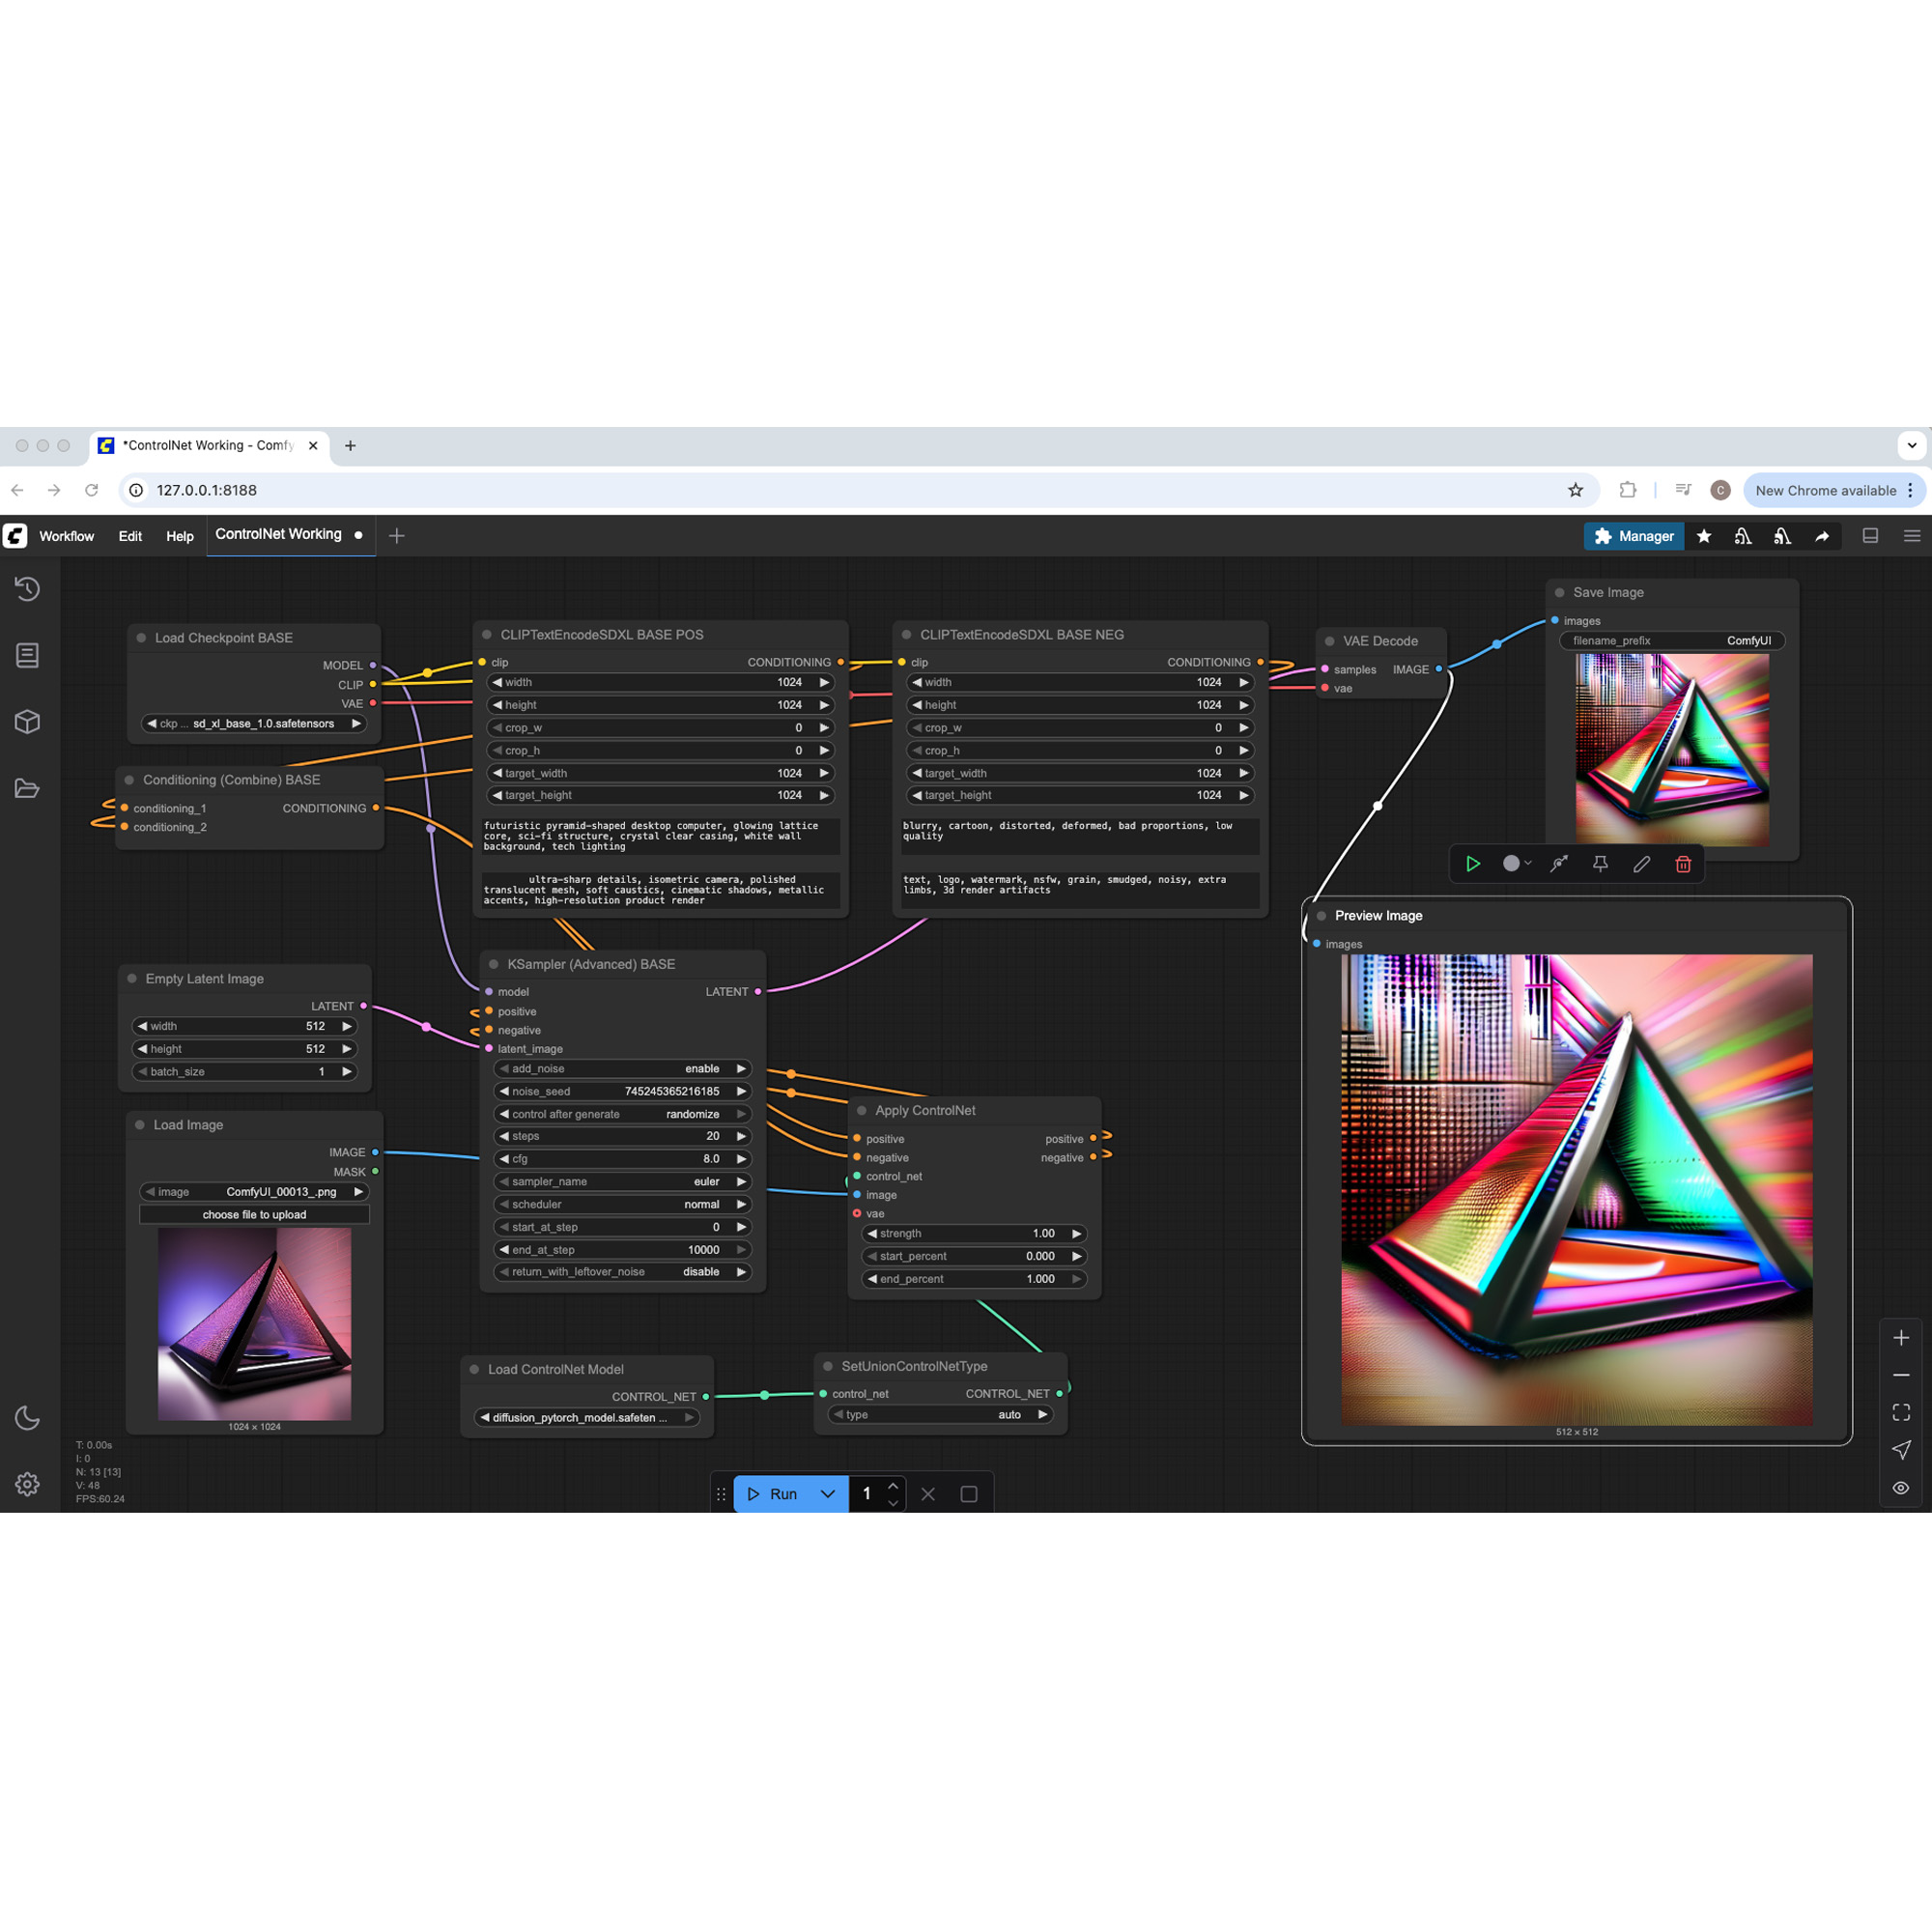 *ControlNet Working - Comfy
127.0.0.1:8188
C
New Chrome available
Workflow
Edit
Help
ControlNet Working
Manager
Load Checkpoint BASE
MODEL
CLIP
VAE
ckp ... sd_xl_base_1.0.safetensors
Conditioning (Combine) BASE
conditioning_1 CONDITIONING
conditioning_2
CLIPTextEncodeSDXL BASE POS
clip CONDITIONING
width 1024
height 1024
crop_w 0
crop_h 0
target_width 1024
target_height 1024
futuristic pyramid-shaped desktop computer, glowing lattice
core, sci-fi structure, crystal clear casing, white wall
background, tech lighting
ultra-sharp details, isometric camera, polished
translucent mesh, soft caustics, cinematic shadows, metallic
accents, high-resolution product render
CLIPTextEncodeSDXL BASE NEG
clip CONDITIONING
width 1024
height 1024
crop_w 0
crop_h 0
target_width 1024
target_height 1024
blurry, cartoon, distorted, deformed, bad proportions, low
quality
text, logo, watermark, nsfw, grain, smudged, noisy, extra
limbs, 3d render artifacts
VAE Decode
samples IMAGE
vae
Save Image
images
filename_prefix ComfyUI
Preview Image
images
512 × 512
Empty Latent Image
LATENT
width 512
height 512
batch_size 1
Load Image
IMAGE
MASK
image ComfyUI_00013_.png
choose file to upload
1024 × 1024
KSampler (Advanced) BASE
model LATENT
positive
negative
latent_image
add_noise enable
noise_seed 745245365216185
control after generate randomize
steps 20
cfg 8.0
sampler_name euler
scheduler normal
start_at_step 0
end_at_step 10000
return_with_leftover_noise disable
Apply ControlNet
positive positive
negative negative
control_net
image
vae
strength 1.00
start_percent 0.000
end_percent 1.000
Load ControlNet Model
CONTROL_NET
diffusion_pytorch_model.safeten ...
SetUnionControlNetType
control_net CONTROL_NET
type auto
T: 0.00s
I: 0
N: 13 [13]
V: 48
FPS:60.24
Run
1